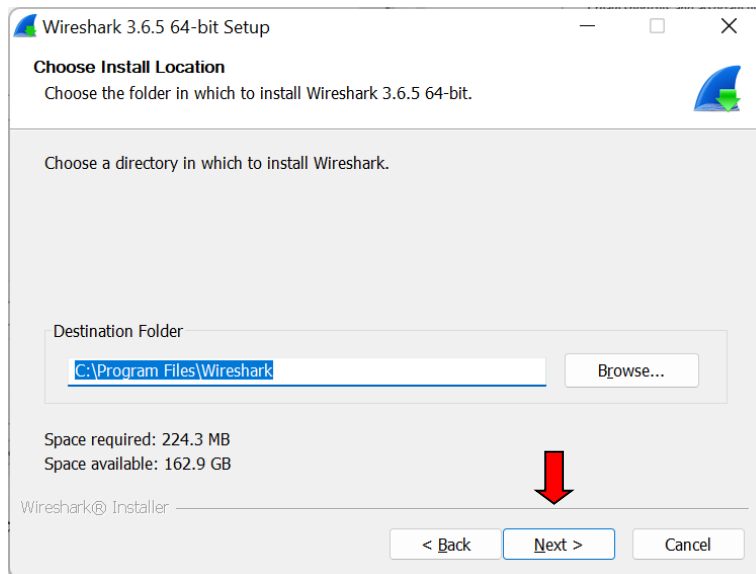 Wireshark 3.6.5 64-bit Setup
Choose Install Location
Choose the folder in which to install Wireshark 3.6.5 64-bit.
Choose a directory in which to install Wireshark.
Destination Folder
C:\Program Files\Wireshark
Browse...
Space required: 224.3 MB
Space available: 162.9 GB
Wireshark® Installer
< Back
Next >
Cancel